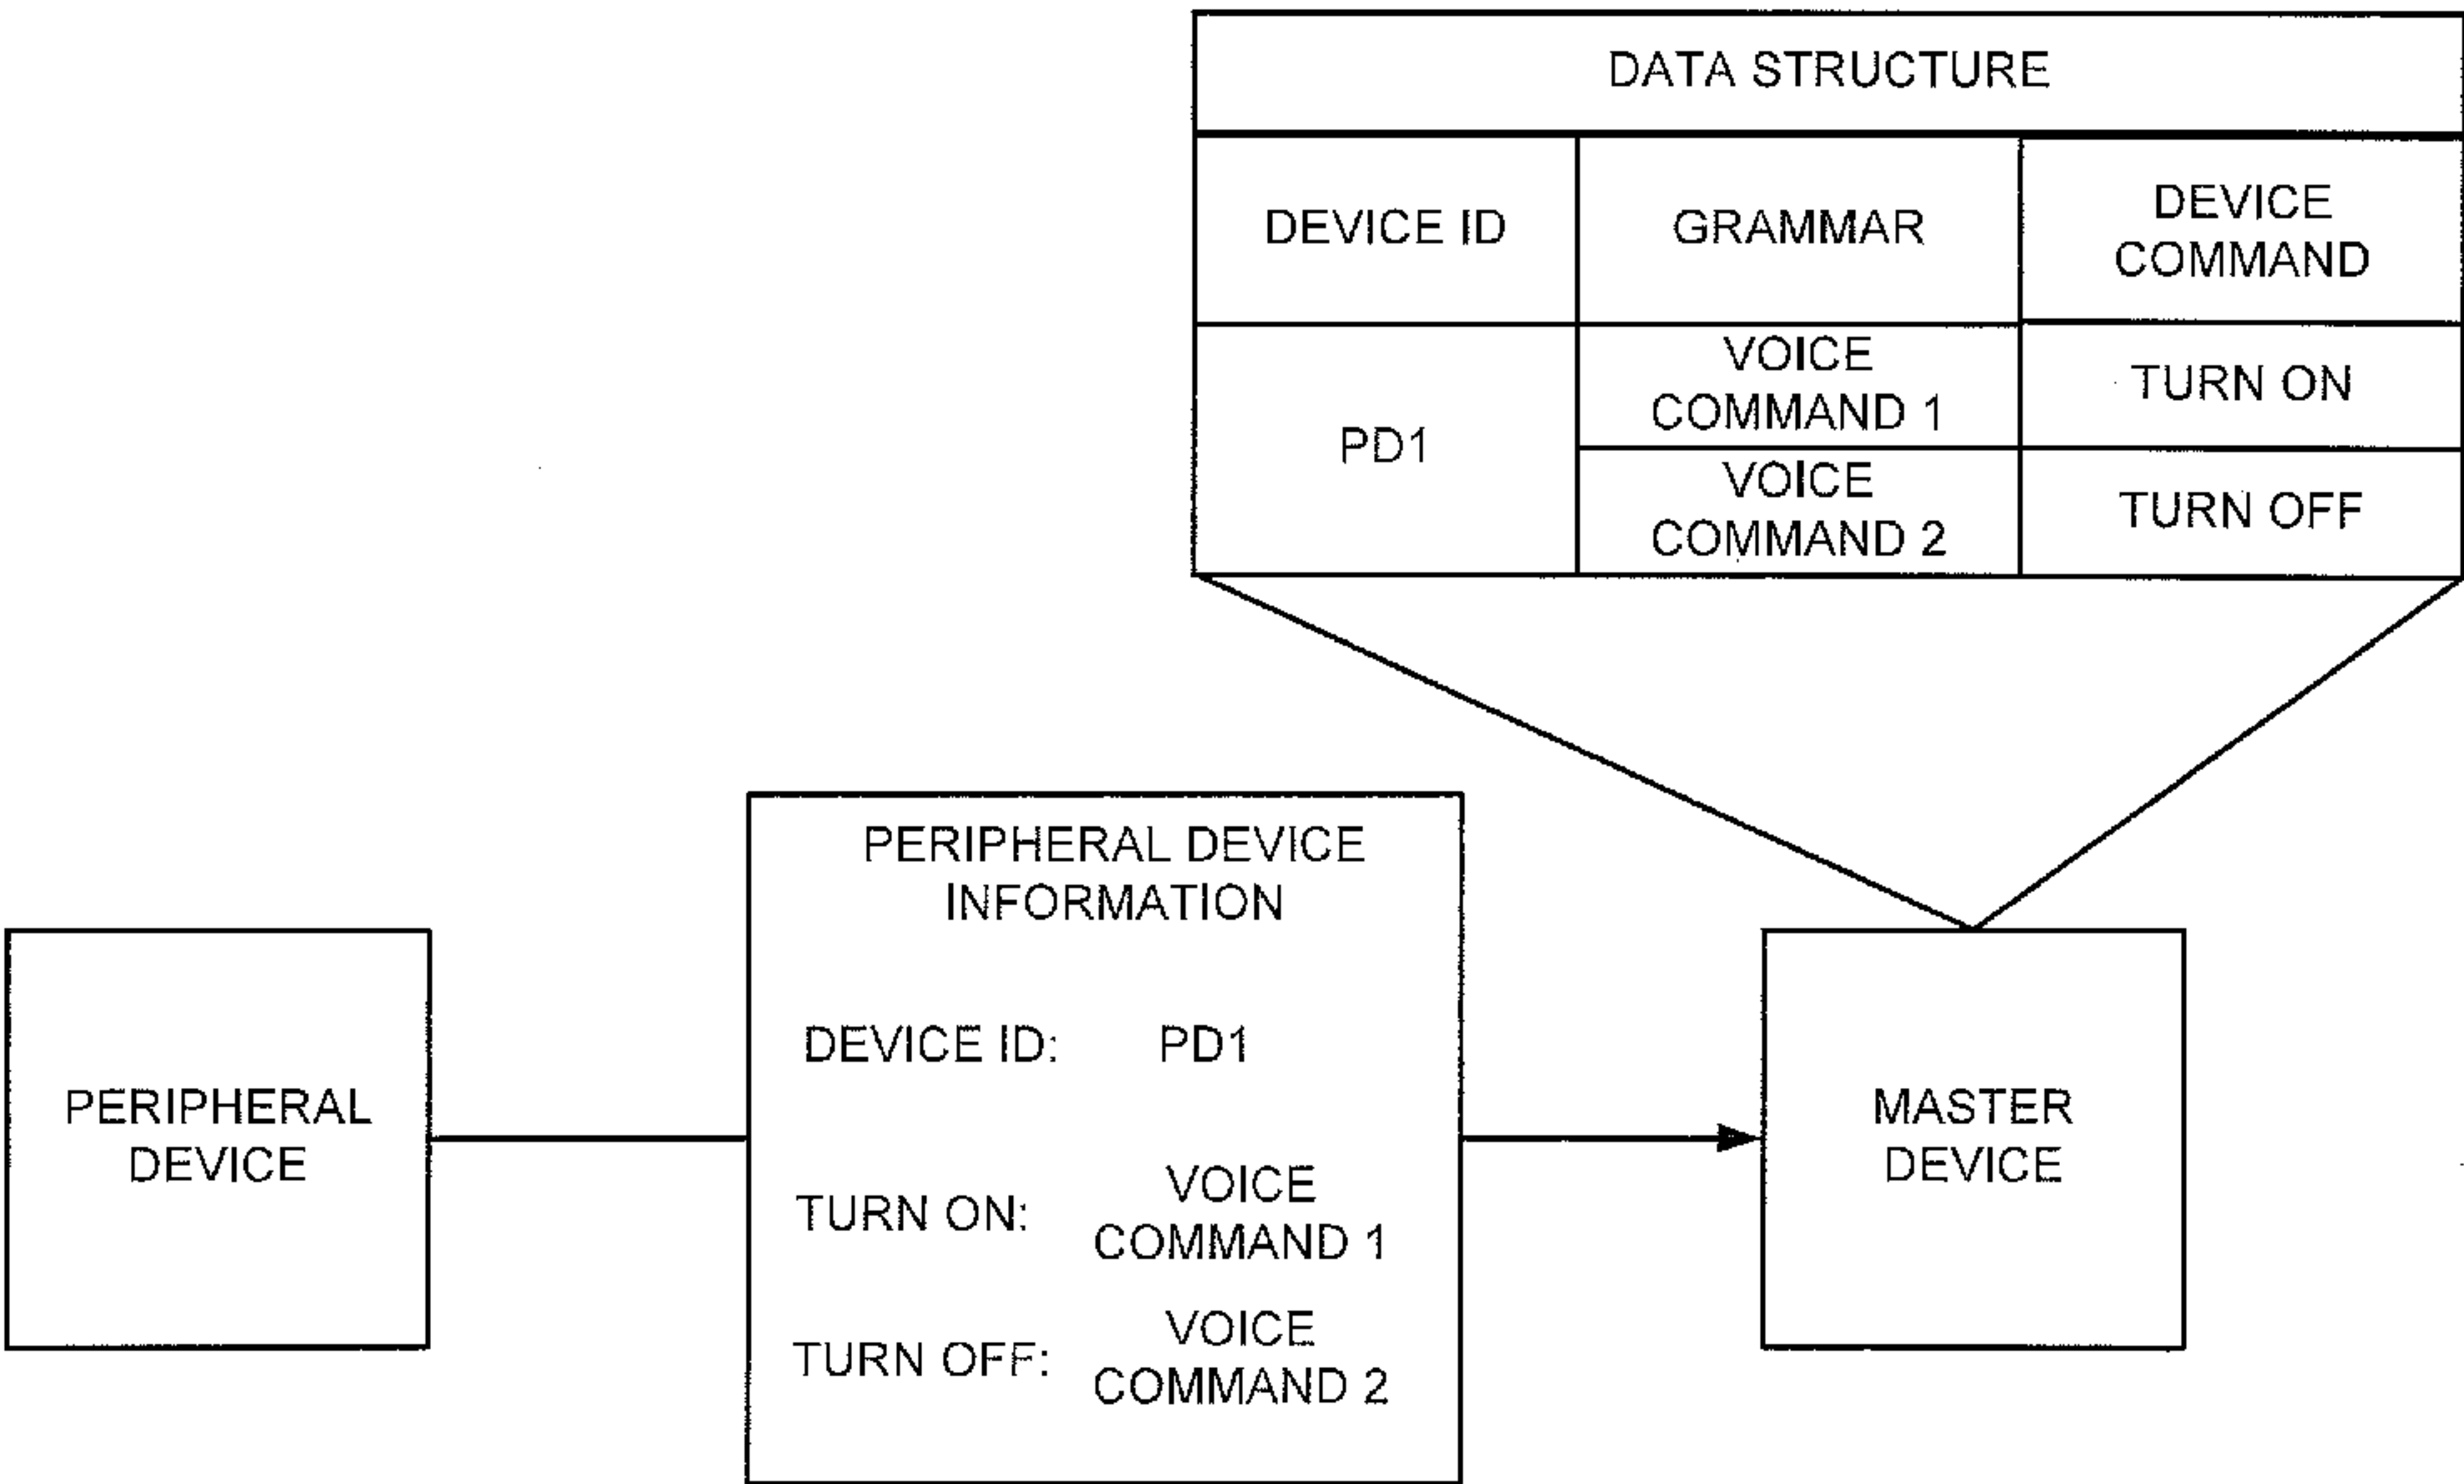 DATA STRUCTURE
DEVICE ID
GRAMMAR
DEVICE
COMMAND
PD1
VOICE
COMMAND 1
TURN ON
VOICE
COMMAND 2
TURN OFF
PERIPHERAL
DEVICE
PERIPHERAL DEVICE
INFORMATION
DEVICE ID: PD1
TURN ON: VOICE
COMMAND 1
TURN OFF: VOICE
COMMAND 2
MASTER
DEVICE